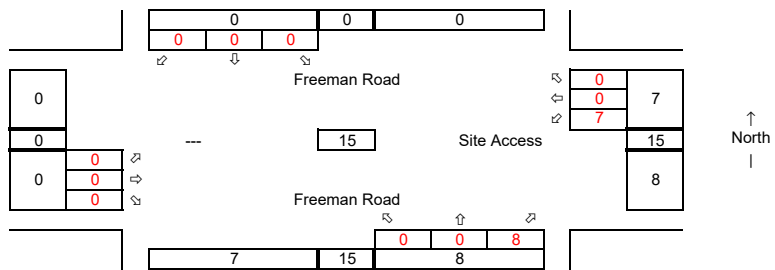 0 0 0
0 0 0
⬃ ⇩ ⬂
Freeman Road
⬁ 0
0 ⇦ 0 7
⬃ 7
↑
0 --- 15 Site Access 15 North
|
0 ⬀
0 0 ⇨ 8
0 ⬂
Freeman Road
⬁ ⇧ ⬀
0 0 8
7 15 8